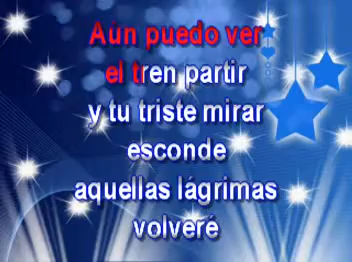 Aún puedo ver
el tren partir
y tu triste mirar
esconde
aquellas lágrimas
volveré